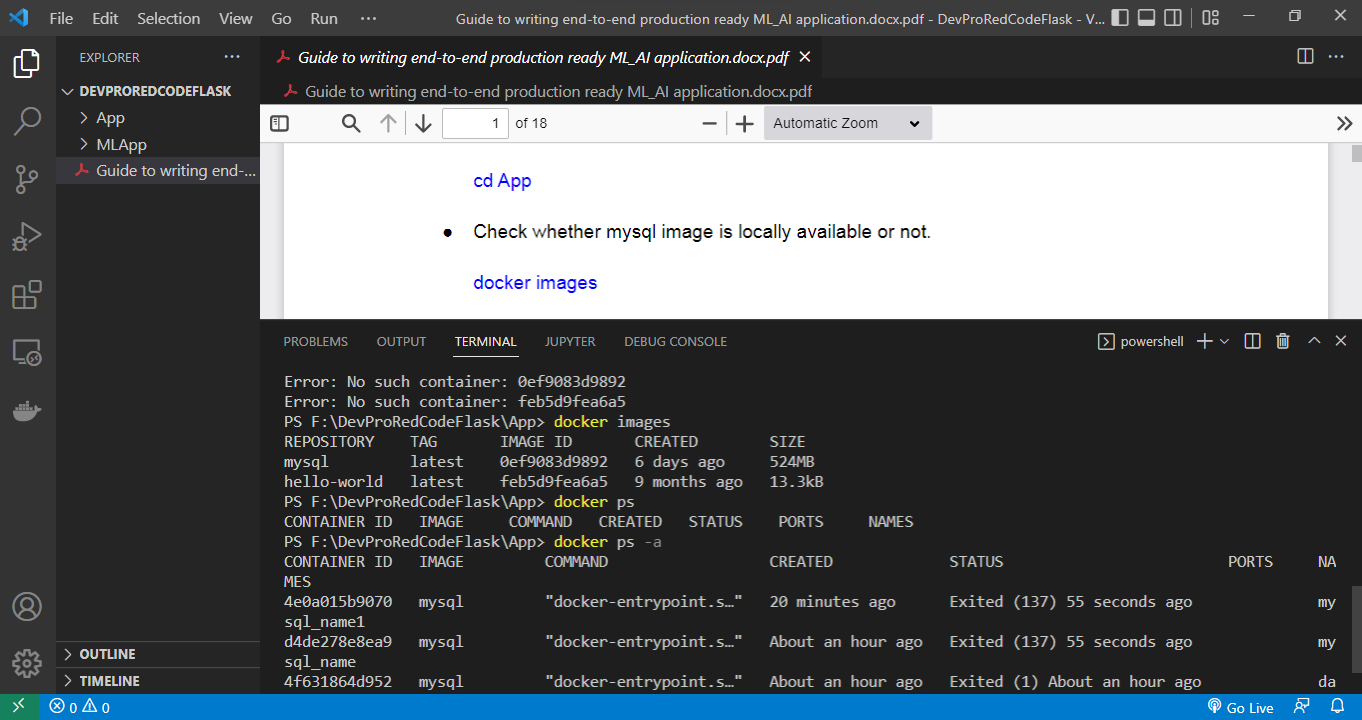 File Edit Selection View Go Run ··· Guide to writing end-to-end production ready ML_AI application.docx.pdf - DevProRedCodeFlask - V...
EXPLORER ···
DEVPROREDCODEFLASK
App
MLApp
Guide to writing end-...
OUTLINE
TIMELINE
Guide to writing end-to-end production ready ML_AI application.docx.pdf
Guide to writing end-to-end production ready ML_AI application.docx.pdf
1 of 18 Automatic Zoom
cd App
● Check whether mysql image is locally available or not.
docker images
PROBLEMS OUTPUT TERMINAL JUPYTER DEBUG CONSOLE powershell
Error: No such container: 0ef9083d9892
Error: No such container: feb5d9fea6a5
PS F:\DevProRedCodeFlask\App> docker images
REPOSITORY TAG IMAGE ID CREATED SIZE
mysql latest 0ef9083d9892 6 days ago 524MB
hello-world latest feb5d9fea6a5 9 months ago 13.3kB
PS F:\DevProRedCodeFlask\App> docker ps
CONTAINER ID IMAGE COMMAND CREATED STATUS PORTS NAMES
PS F:\DevProRedCodeFlask\App> docker ps -a
CONTAINER ID IMAGE COMMAND CREATED STATUS PORTS NA
MES
4e0a015b9070 mysql "docker-entrypoint.s…" 20 minutes ago Exited (137) 55 seconds ago my
sql_name1
d4de278e8ea9 mysql "docker-entrypoint.s…" About an hour ago Exited (137) 55 seconds ago my
sql_name
4f631864d952 mysql "docker-entrypoint.s…" About an hour ago Exited (1) About an hour ago da
0 0 Go Live